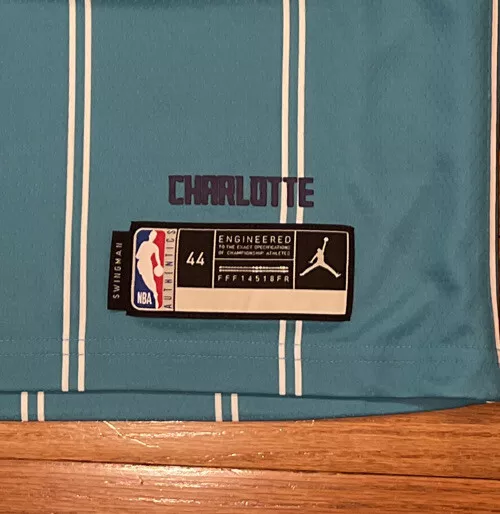 CHARLOTTE
SWINGMAN
NBA
AUTHENTICS
44
ENGINEERED
TO THE EXACT SPECIFICATIONS
OF CHAMPIONSHIP ATHLETES
FFF14518FR